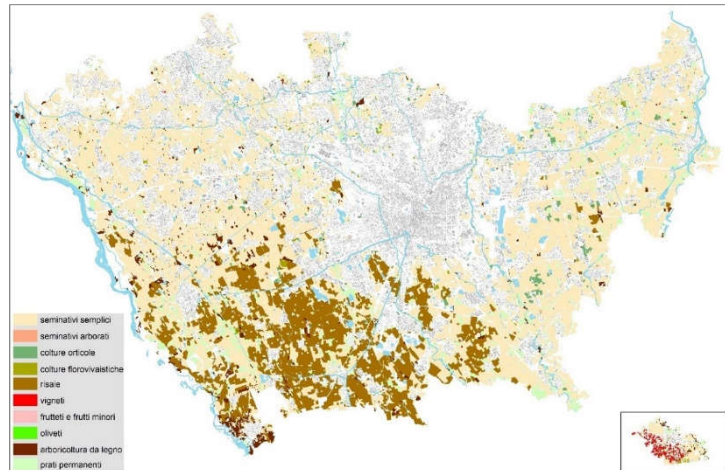 seminativi semplici
seminativi arborati
colture orticole
colture florovivaistiche
risaie
vigneti
frutteti e frutti minori
oliveti
arboricoltura da legno
prati permanenti